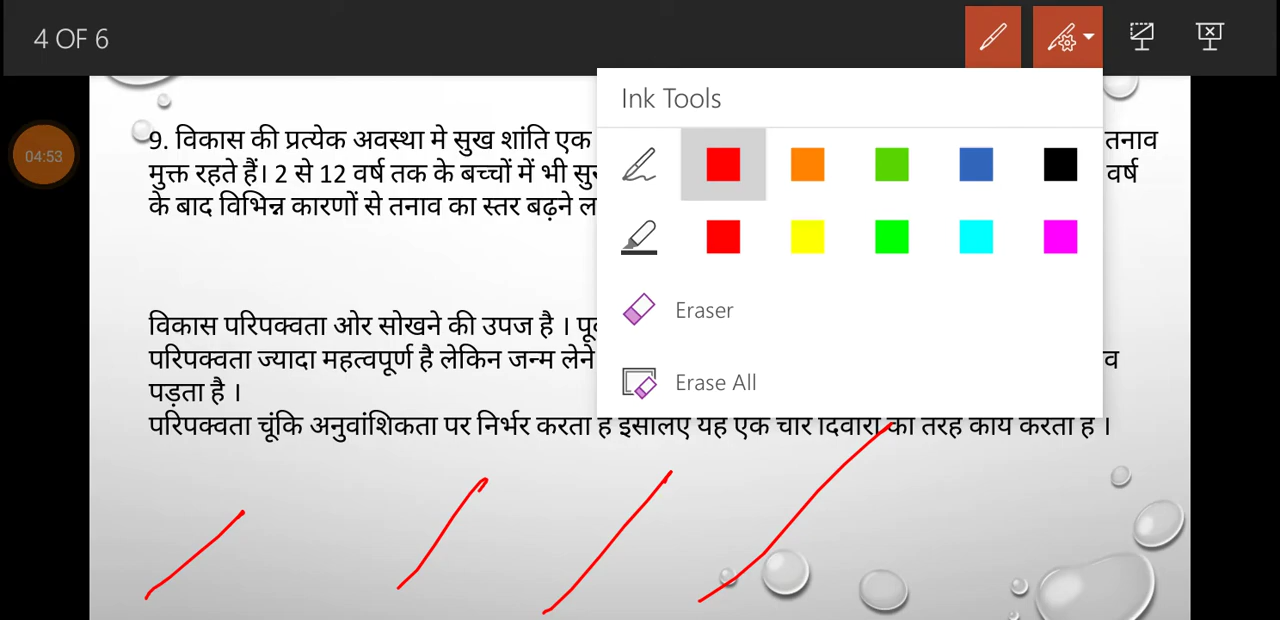 4 OF 6
Ink Tools
04:53
9. विकास की प्रत्येक अवस्था मे सुख शांति एक तनाव
मुक्त रहते हैं। 2 से 12 वर्ष तक के बच्चों में भी वर्ष
के बाद विभिन्न कारणों से तनाव का स्तर बढ़ने
Eraser
विकास परिपक्वता ओर सोखने की उपज है ।
परिपक्वता ज्यादा महत्वपूर्ण है लेकिन जन्म लेने
Erase All
पड़ता है ।
परिपक्वता चूंकि अनुवांशिकता पर निर्भर करता है इसलिए यह एक चार दिवारी की तरह कार्य करता है ।